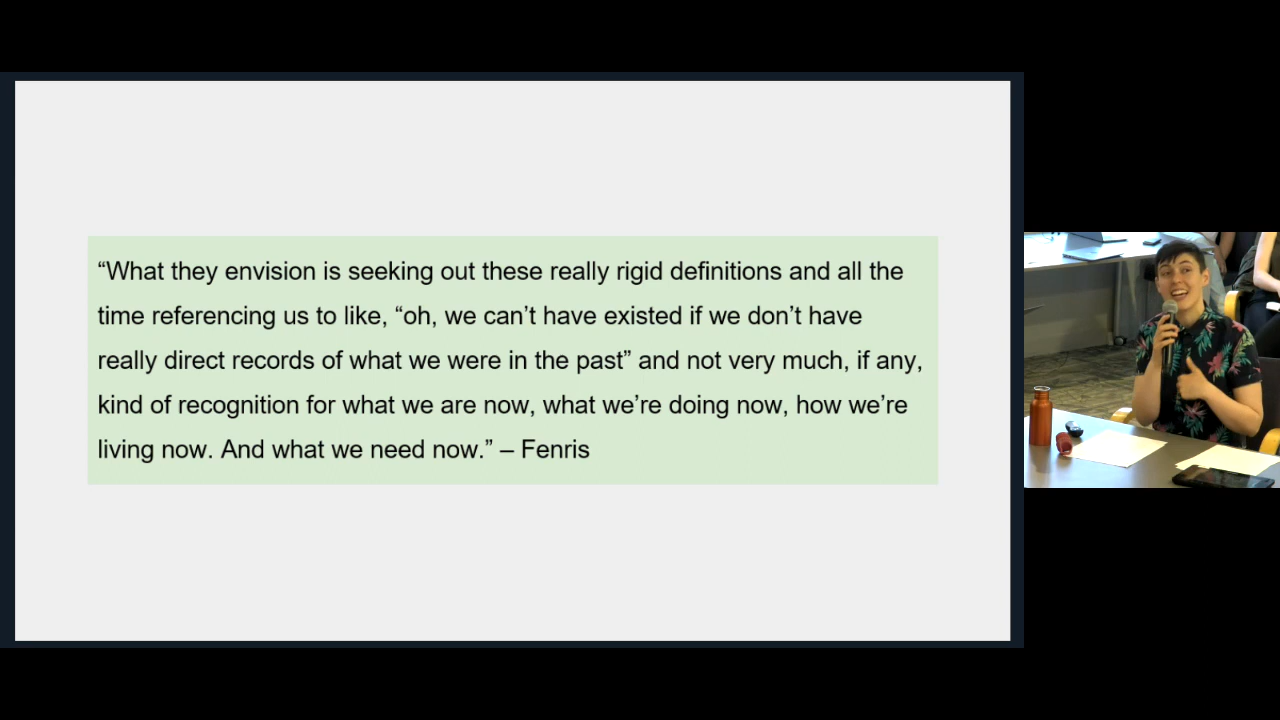 “What they envision is seeking out these really rigid definitions and all the
time referencing us to like, “oh, we can’t have existed if we don’t have
really direct records of what we were in the past” and not very much, if any,
kind of recognition for what we are now, what we’re doing now, how we’re
living now. And what we need now.” – Fenris